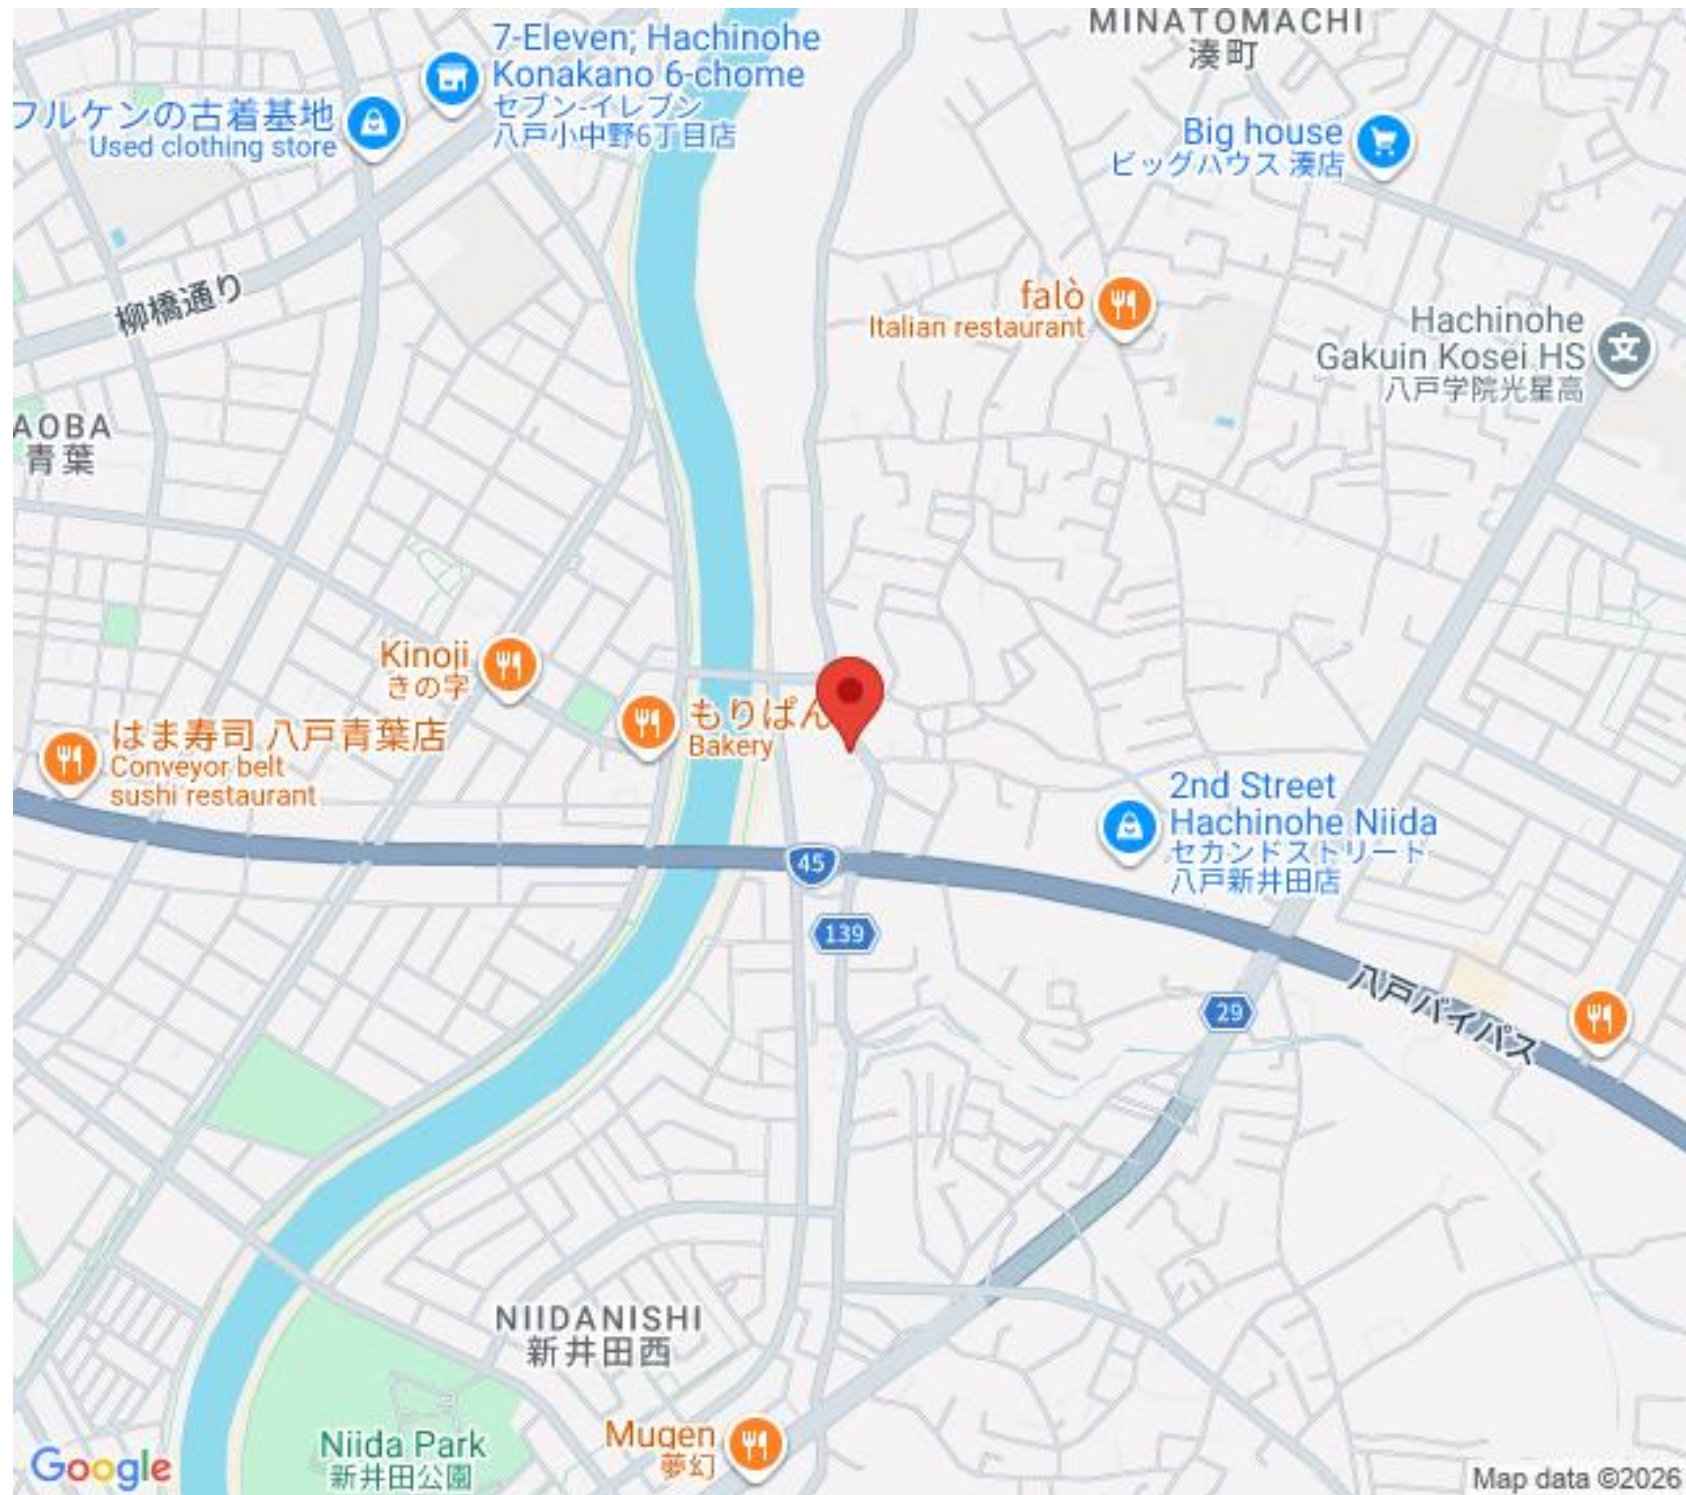 MINATOMACHI
湊町
7-Eleven; Hachinohe
Konakano 6-chome
セブン-イレブン
八戸小中野6丁目店
フルケンの古着基地
Used clothing store
Big house
ビッグハウス 湊店
柳橋通り
falò
Italian restaurant
Hachinohe
Gakuin Kosei HS
八戸学院光星高
AOBA
青葉
Kinoji
きの字
もりぱん
Bakery
はま寿司 八戸青葉店
Conveyor belt
sushi restaurant
2nd Street
Hachinohe Niida
セカンドストリート
八戸新井田店
45
139
29
八戸バイパス
NIIDANISHI
新井田西
Niida Park
新井田公園
Mugen
夢幻
Google
Map data ©2026